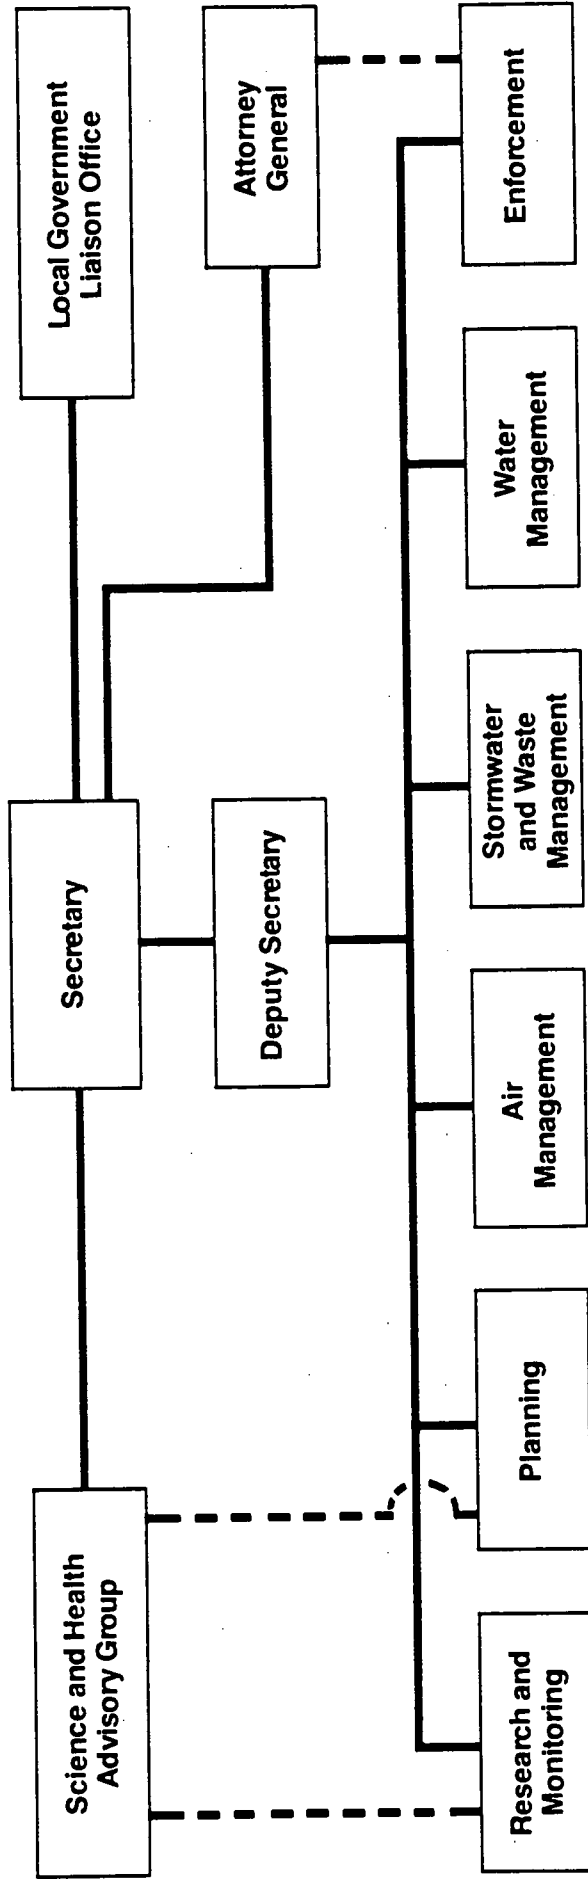 Secretary
Science and Health
Advisory Group
Local Government
Liaison Office
Deputy Secretary
Attorney
General
Research and
Monitoring
Planning
Air
Management
Stormwater
and Waste
Management
Water
Management
Enforcement